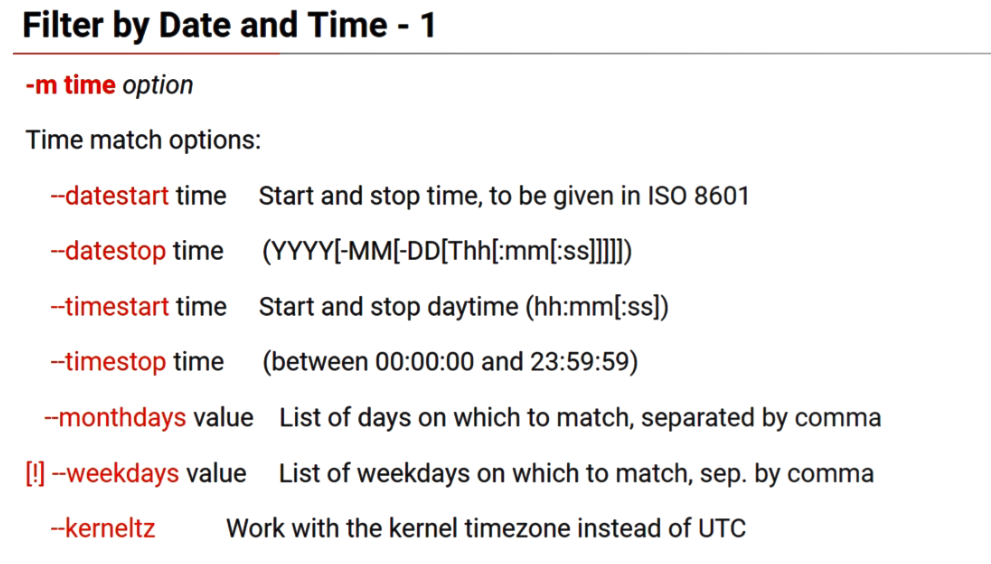 Filter by Date and Time - 1
-m time option
Time match options:
--datestart time Start and stop time, to be given in ISO 8601
--datestop time (YYYY[-MM[-DD[Thh[:mm[:ss]]]]])
--timestart time Start and stop daytime (hh:mm[:ss])
--timestop time (between 00:00:00 and 23:59:59)
--monthdays value List of days on which to match, separated by comma
[!] --weekdays value List of weekdays on which to match, sep. by comma
--kerneltz Work with the kernel timezone instead of UTC